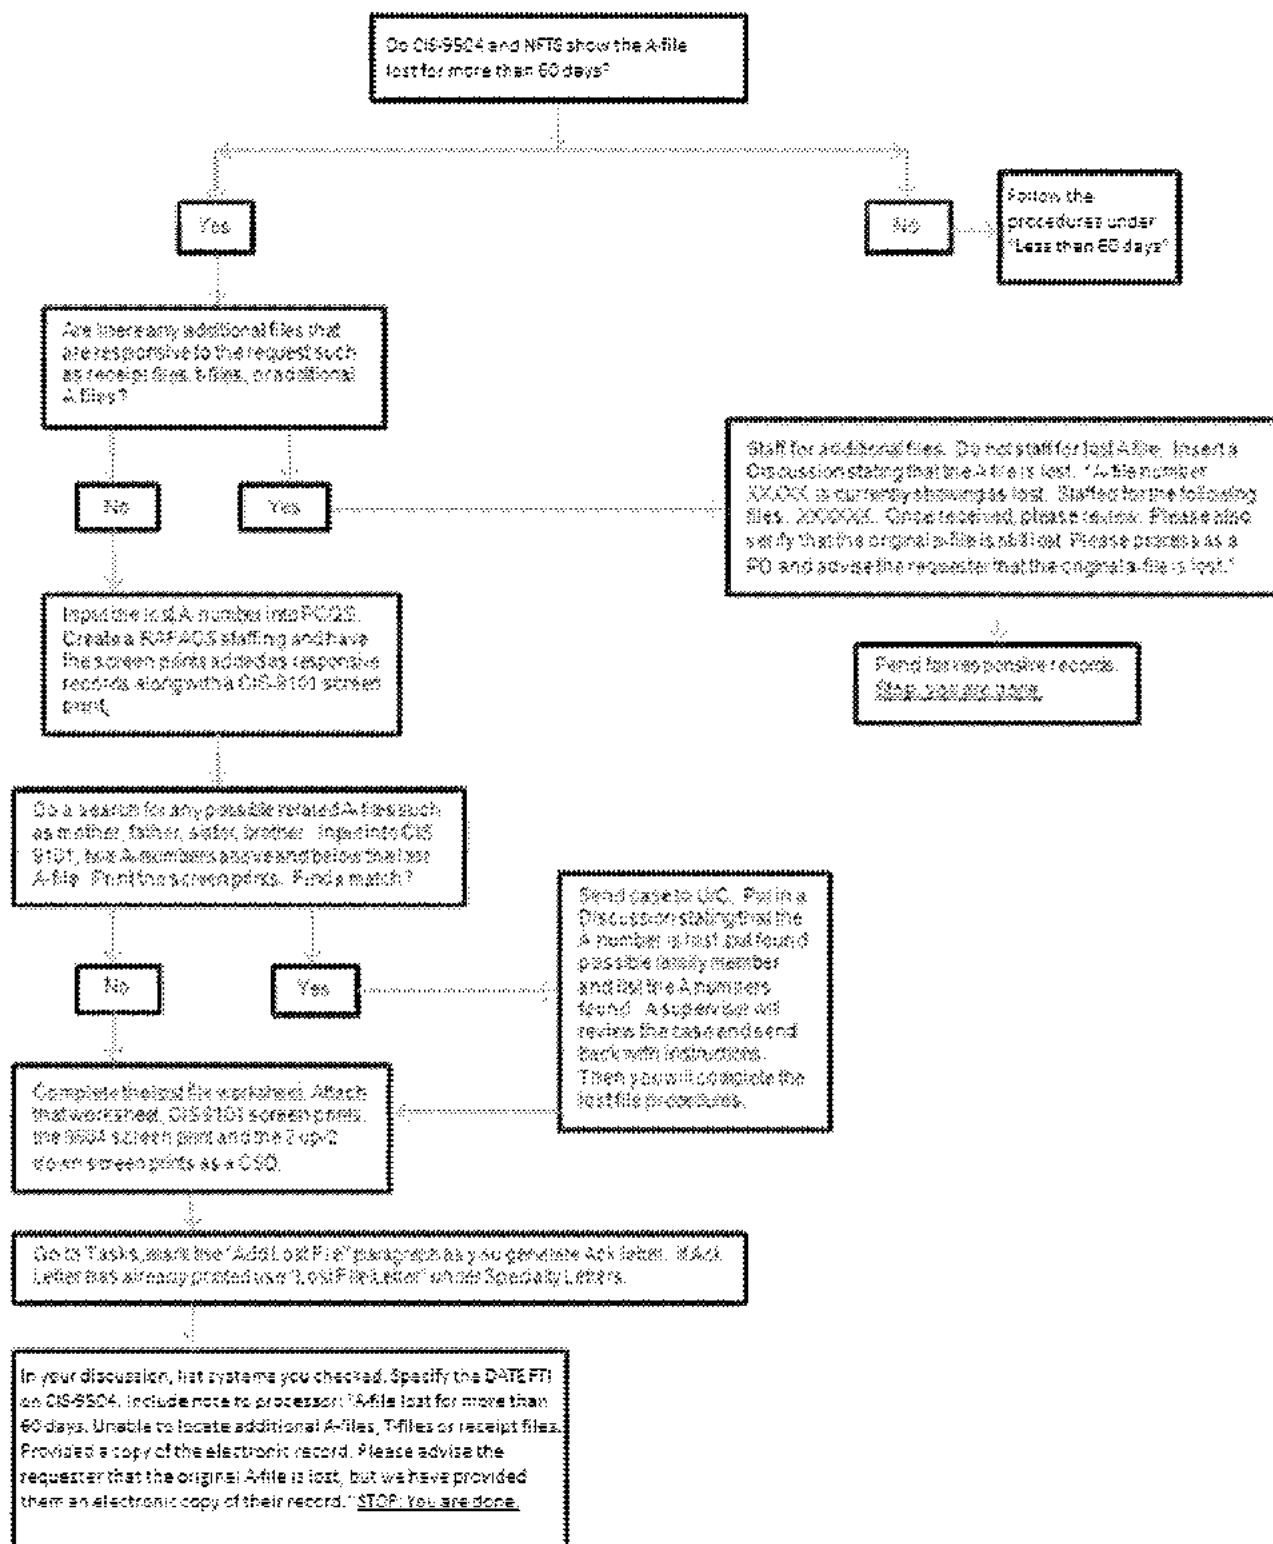 Do CIS-9504 and NFTS show the A-file
lost for more than 60 days?
Yes
No
Follow the
procedures under
"Less than 60 days"
Are there any additional files that
are responsive to the request such
as receipt files, t-files, or additional
A-files?
No
Yes
Staff for additional files. Do not staff for lost A-file. Insert a
Discussion stating that the A-file is lost. "A-file number
XXXXX is currently showing as lost. Staffed for the following
files. XXXXXX. Once received, please review. Please also
verify that the original a-file is still lost. Please process as a
PD and advise the requester that the original a-file is lost."
Pend for responsive records.
Stop, you are done.
Input the lost A-number into PCQS.
Create a RAFACS staffing and have
the screen prints added as responsive
records along with a CIS-9101 screen
print.
Do a search for any possible related A-files such
as mother, father, sister, brother. Input into CIS
9101, two A-numbers above and below the lost
A-file. Print the screen prints. Find a match?
No
Yes
Send case to Put in a
Discussion stating that the
A number is lost but found
possible family member
and list the A numbers
found. A supervisor will
review the case and send
back with instructions.
Then you will complete the
lost file procedures.
Complete the lost file worksheet. Attach
that worksheet, CIS 9101 screen prints,
the 9504 screen print and the 2 up/2
down screen prints as a
Go to Tasks, mark the "Add Lost File" paragraph as you generate Ack letter. If Ack
Letter has already printed use "Lost File Letter" under Specialty Letters.
In your discussion, list systems you checked. Specify the DATE FTI
on CIS-9504. Include note to processor: "A-file lost for more than
60 days. Unable to locate additional A-files, T-files or receipt files.
Provided a copy of the electronic record. Please advise the
requester that the original A-file is lost, but we have provided
them an electronic copy of their record." STOP: You are done.